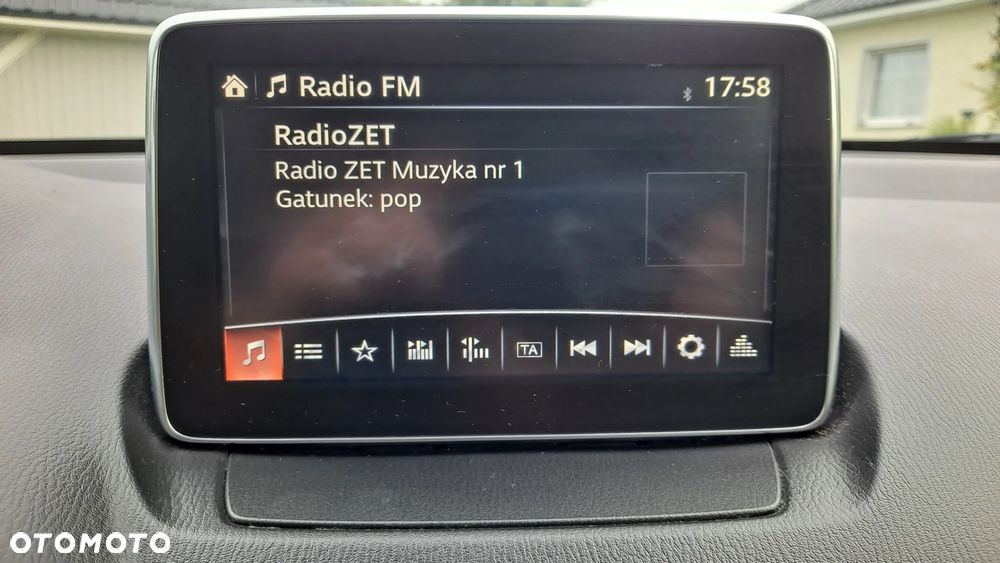 Radio FM 17:58
RadioZET
Radio ZET Muzyka nr 1
Gatunek: pop
TA
OTOMOTO